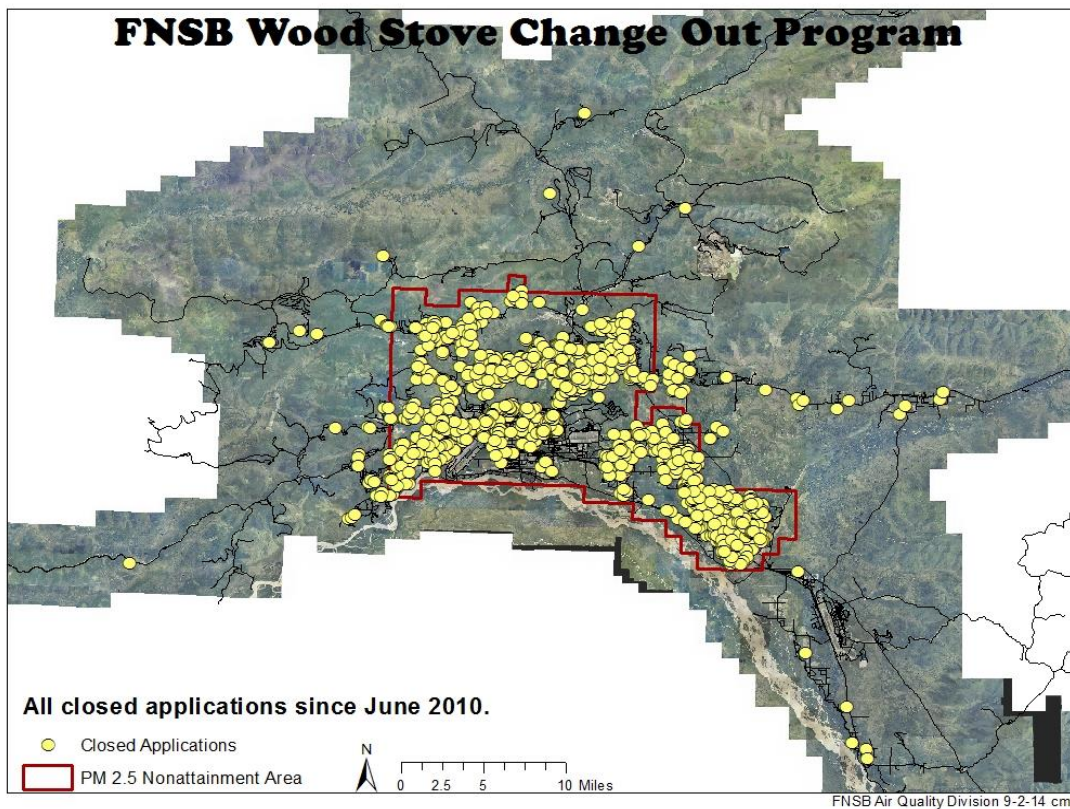 FNSB Wood Stove Change Out Program
All closed applications since June 2010.
Closed Applications
PM 2.5 Nonattainment Area
N
0 2.5 5 10 Miles
FNSB Air Quality Division 9-2-14 cm